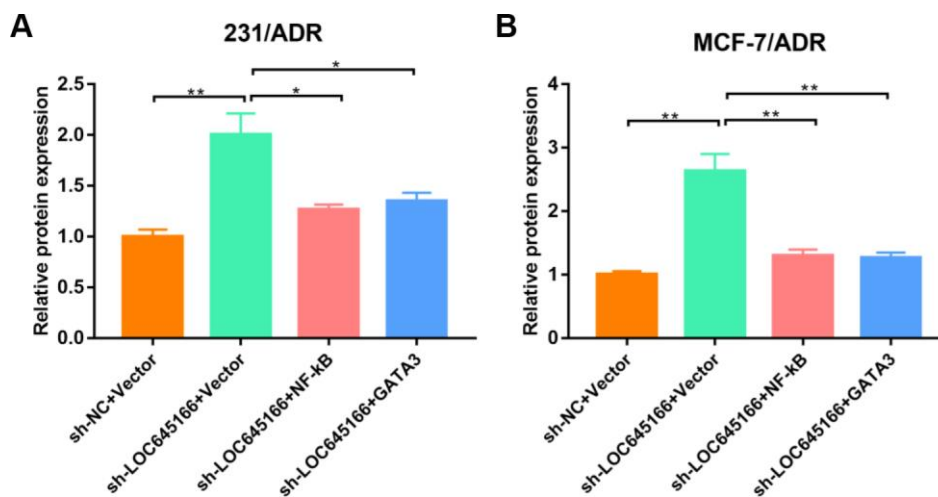 A
231/ADR
Relative protein expression
2.5
2.0
1.5
1.0
0.5
0.0
**
*
*
sh-NC+Vector
sh-LOC645166+Vector
sh-LOC645166+NF-kB
sh-LOC645166+GATA3
B
MCF-7/ADR
Relative protein expression
4
3
2
1
0
**
**
**
sh-NC+Vector
sh-LOC645166+Vector
sh-LOC645166+NF-kB
sh-LOC645166+GATA3